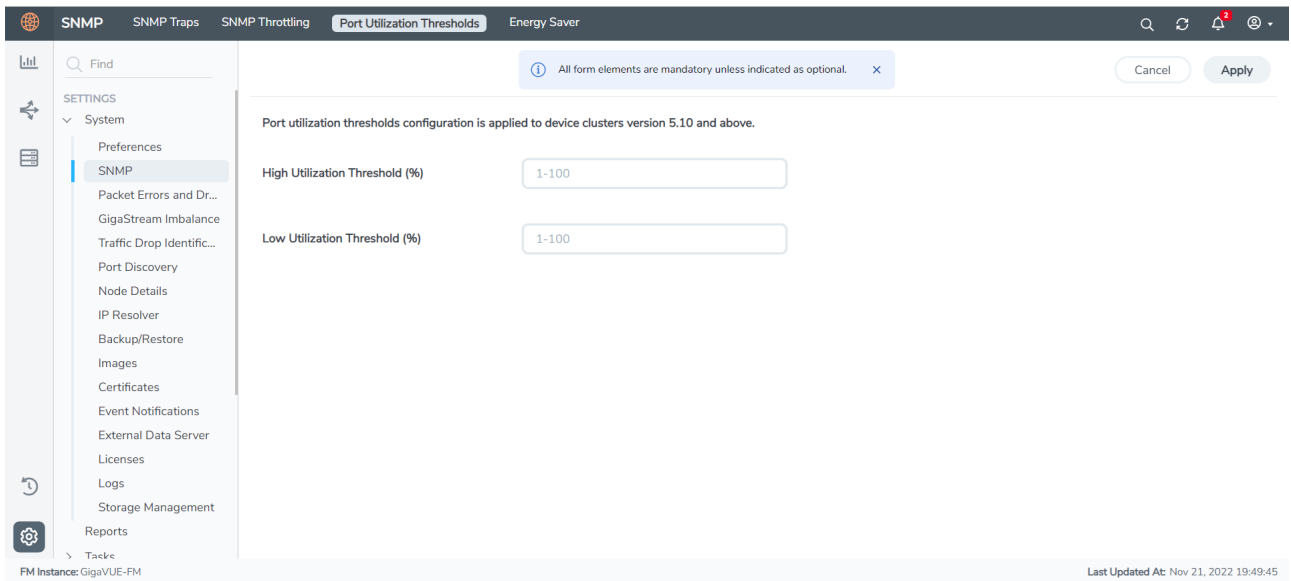 SNMP SNMP Traps SNMP Throttling Port Utilization Thresholds Energy Saver 2
Find
All form elements are mandatory unless indicated as optional.
Cancel Apply
SETTINGS
System
Preferences
SNMP
Packet Errors and Dr...
GigaStream Imbalance
Traffic Drop Identific...
Port Discovery
Node Details
IP Resolver
Backup/Restore
Images
Certificates
Event Notifications
External Data Server
Licenses
Logs
Storage Management
Reports
Tasks
Port utilization thresholds configuration is applied to device clusters version 5.10 and above.
High Utilization Threshold (%) 1-100
Low Utilization Threshold (%) 1-100
FM Instance: GigaVUE-FM Last Updated At: Nov 21, 2022 19:49:45